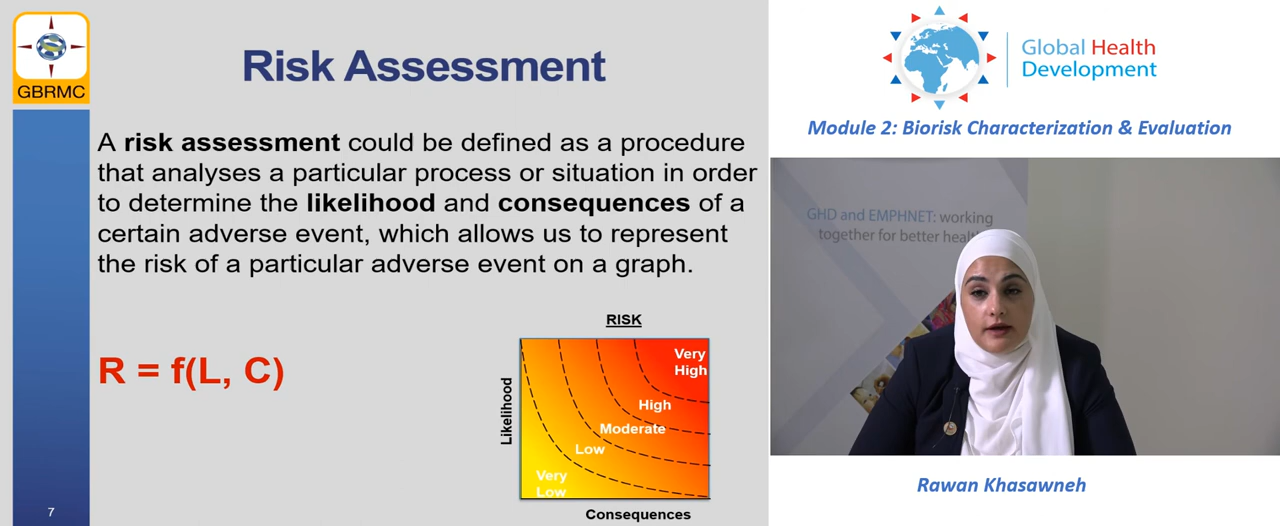 GBRMC
Risk Assessment
A risk assessment could be defined as a procedure
that analyses a particular process or situation in order
to determine the likelihood and consequences of a
certain adverse event, which allows us to represent
the risk of a particular adverse event on a graph.
R = f(L, C)
RISK
Likelihood
Very
High
High
Moderate
Low
Very
Low
Consequences
7
Global Health
Development
Module 2: Biorisk Characterization & Evaluation
GHD and EMPHNET: working
together for better heal
Rawan Khasawneh